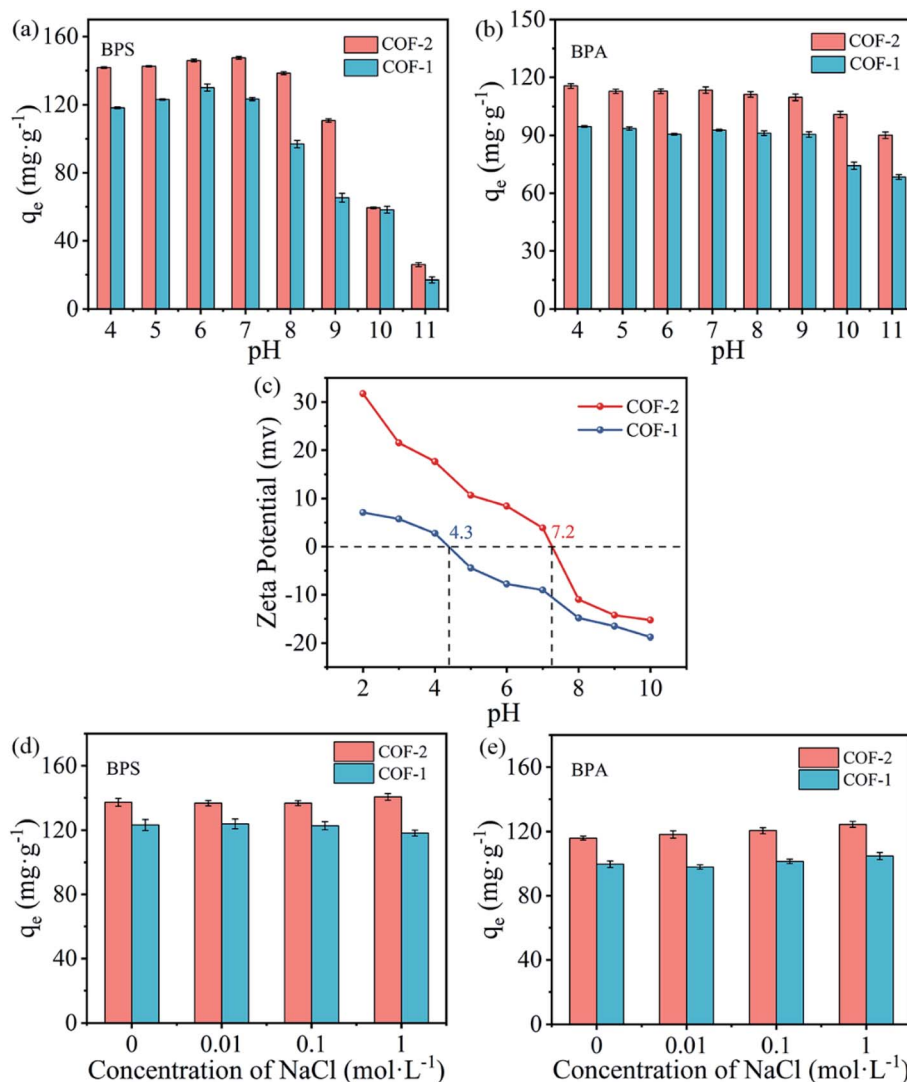 (a)
BPS
COF-2
COF-1
160
120
80
40
0
qₑ (mg·g⁻¹)
4 5 6 7 8 9 10 11
pH
(b)
BPA
COF-2
COF-1
150
120
90
60
30
0
qₑ (mg·g⁻¹)
4 5 6 7 8 9 10 11
pH
(c)
COF-2
COF-1
30
20
10
0
-10
-20
Zeta Potential (mv)
4.3
7.2
2 4 6 8 10
pH
(d)
BPS
COF-2
COF-1
160
120
80
40
0
qₑ (mg·g⁻¹)
0 0.01 0.1 1
Concentration of NaCl (mol·L⁻¹)
(e)
BPA
COF-2
COF-1
160
120
80
40
0
qₑ (mg·g⁻¹)
0 0.01 0.1 1
Concentration of NaCl (mol·L⁻¹)